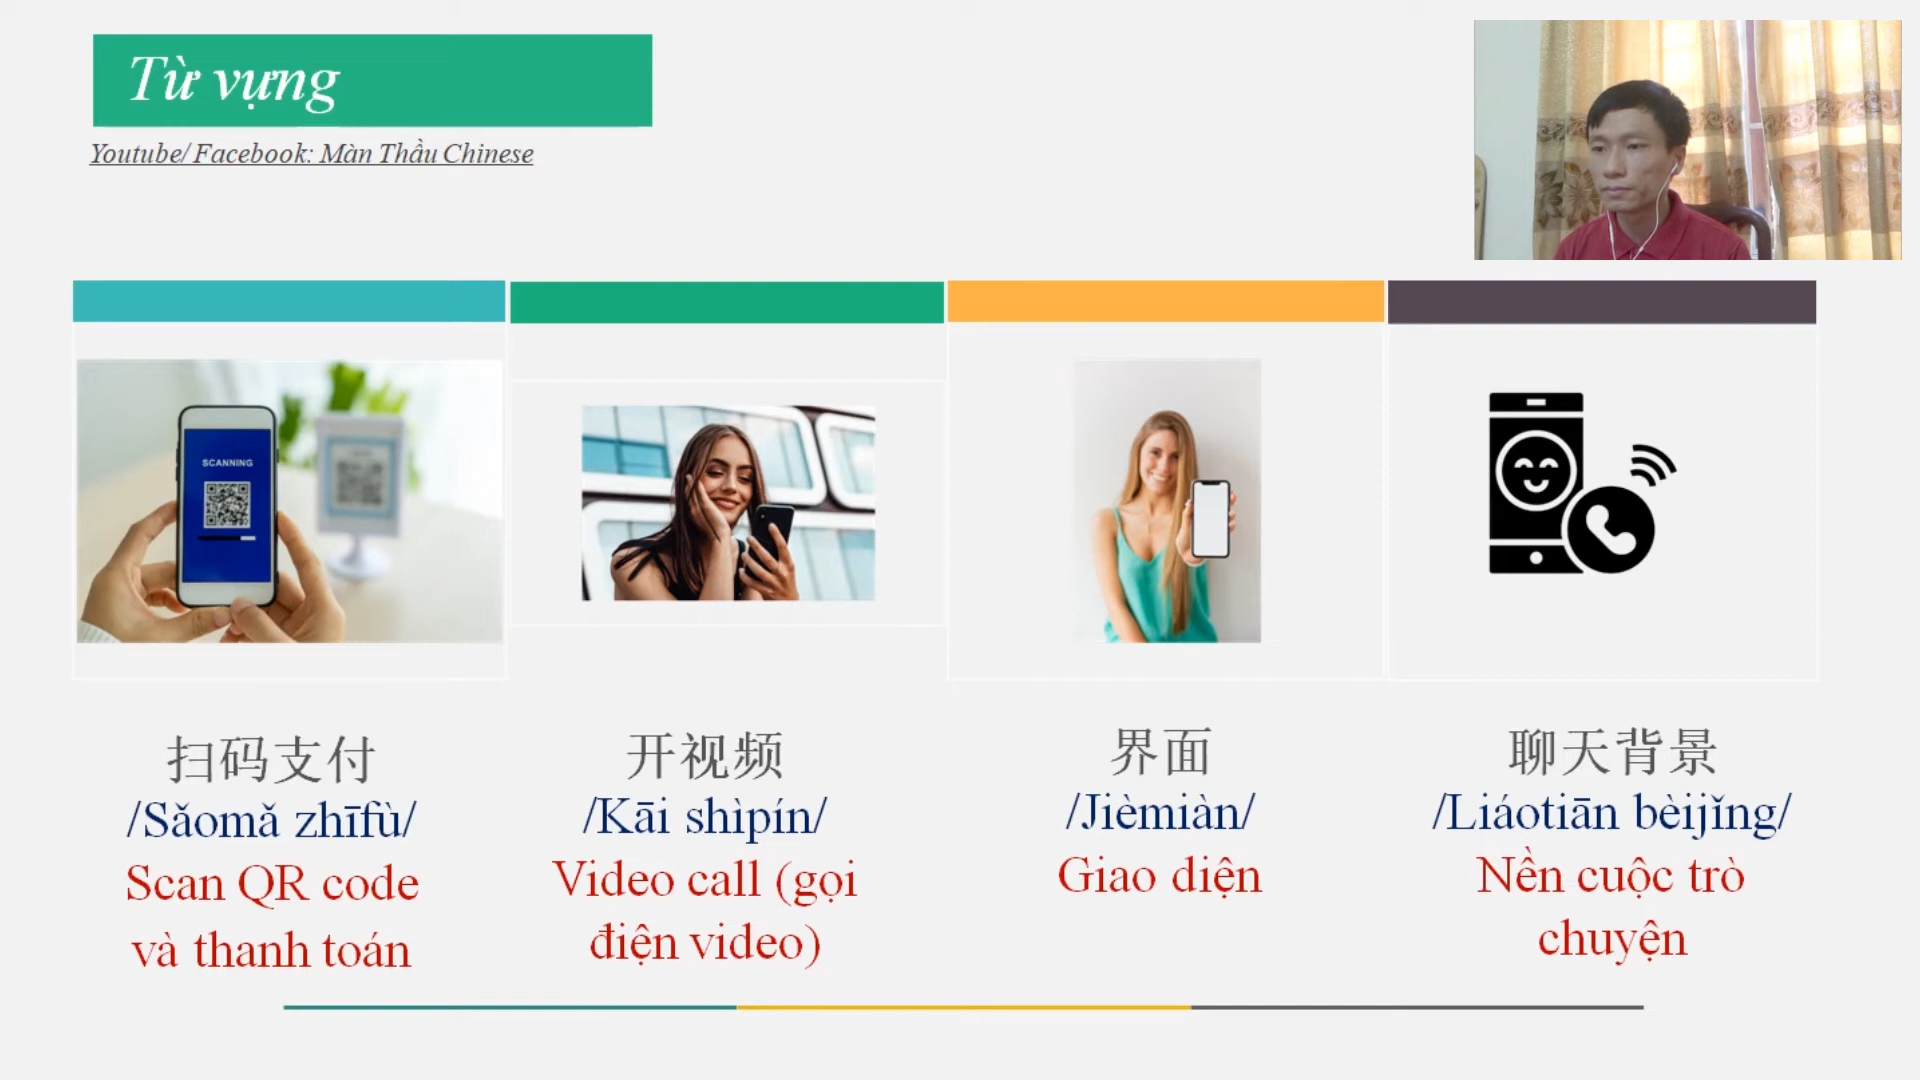 Từ vựng
Youtube/ Facebook: Màn Thầu Chinese
SCANNING
扫码支付
/Sǎomǎ zhīfù/
Scan QR code
và thanh toán
开视频
/Kāi shìpín/
Video call (gọi
điện video)
界面
/Jièmiàn/
Giao diện
聊天背景
/Liáotiān bèijǐng/
Nền cuộc trò
chuyện